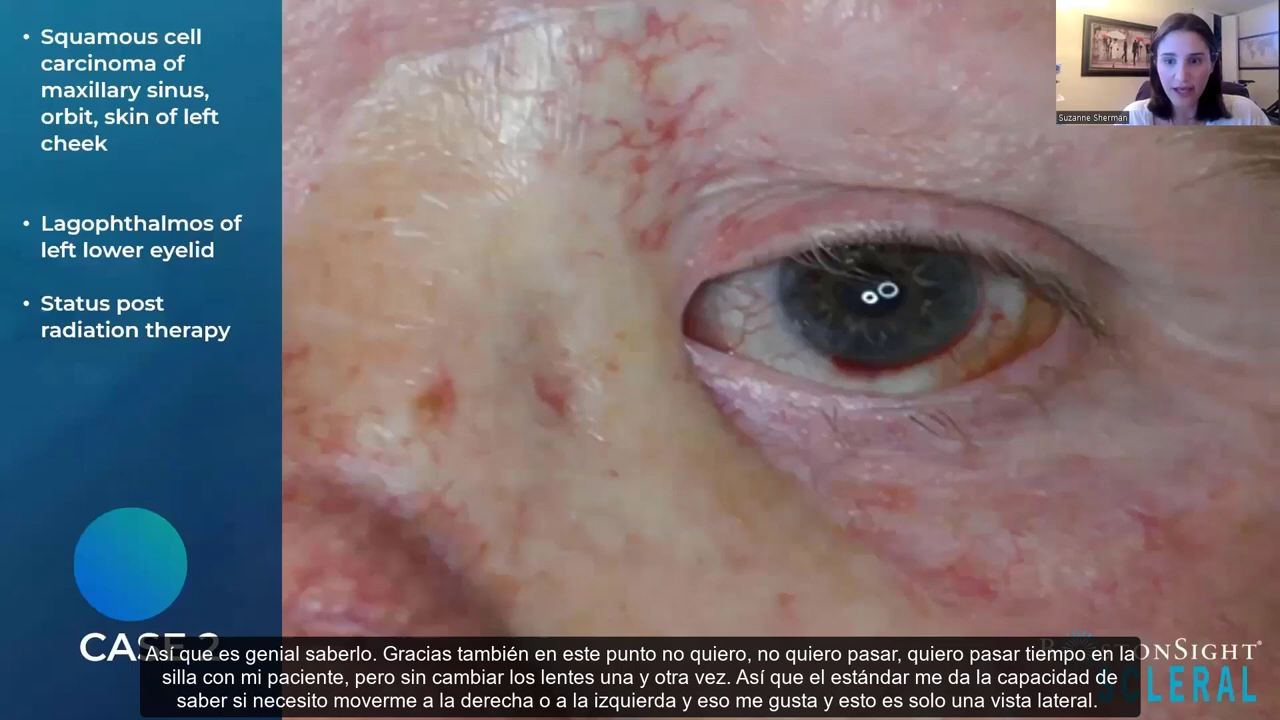 • Squamous cell
carcinoma of
maxillary sinus,
orbit, skin of left
cheek
• Lagophthalmos of
left lower eyelid
• Status post
radiation therapy
CASE 2
Suzanne Sherman
Así que es genial saberlo. Gracias también en este punto no quiero, no quiero pasar, quiero pasar tiempo en la
silla con mi paciente, pero sin cambiar los lentes una y otra vez. Así que el estándar me da la capacidad de
saber si necesito moverme a la derecha o a la izquierda y eso me gusta y esto es solo una vista lateral.